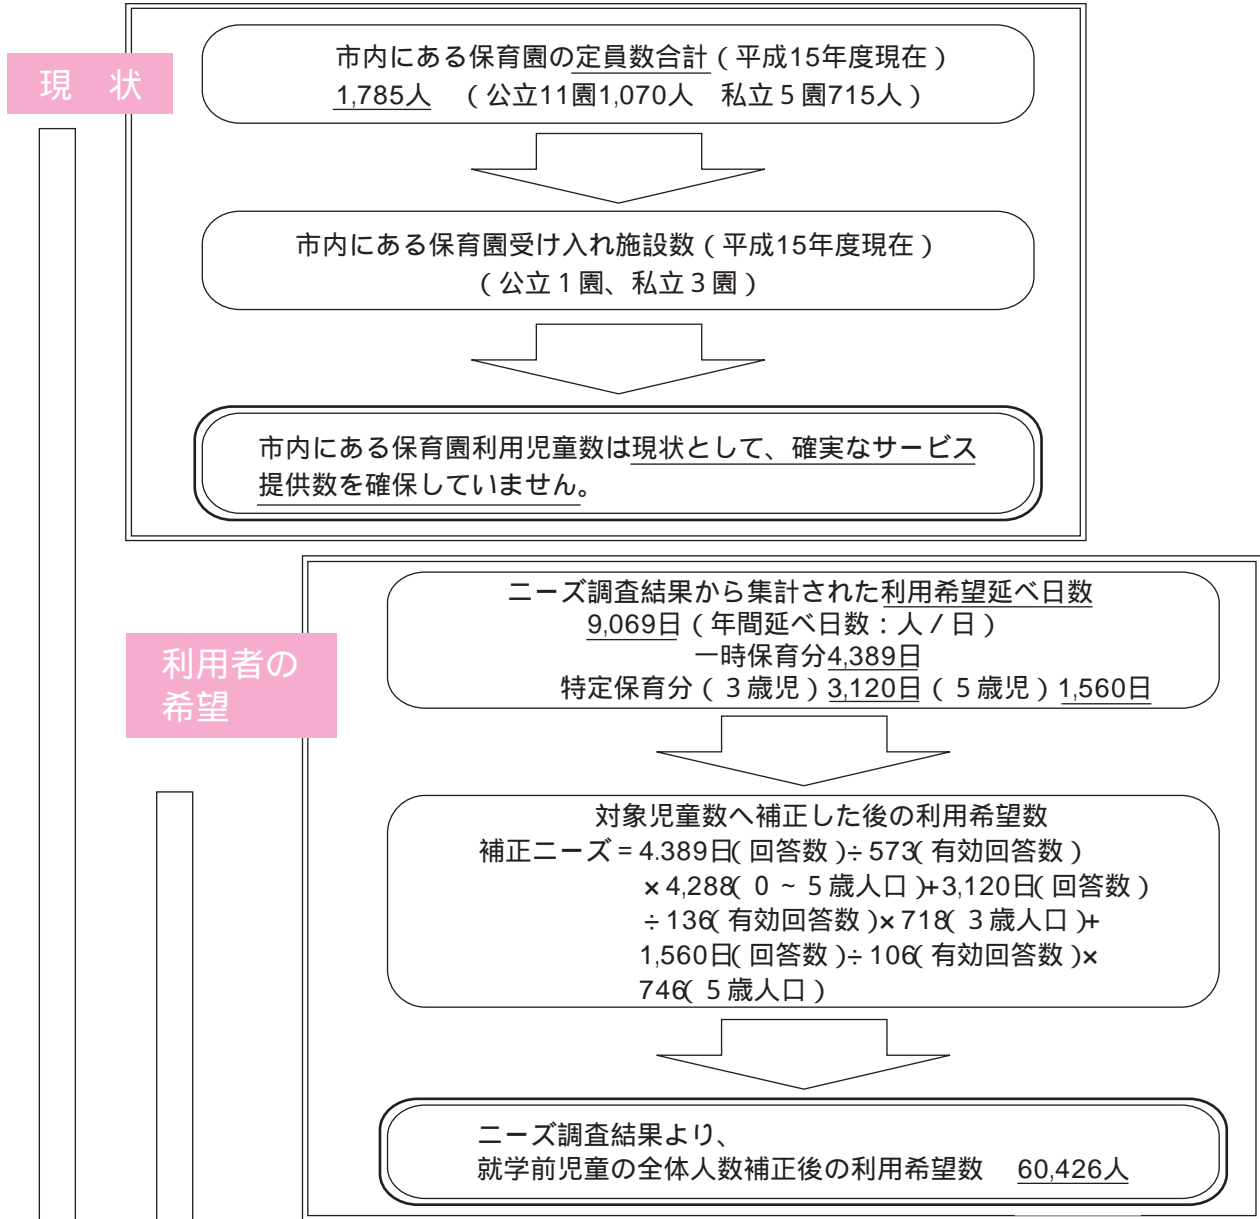 現　状
市内にある保育園の定員数合計（平成15年度現在）
1,785人　（公立11園1,070人　私立５園715人）
市内にある保育園受け入れ施設数（平成15年度現在）
（公立１園、私立３園）
市内にある保育園利用児童数は現状として、確実なサービス
提供数を確保していません。
利用者の
希望
ニーズ調査結果から集計された利用希望延べ日数
9,069日（年間延べ日数：人／日）
一時保育分4,389日
特定保育分（３歳児）3,120日（５歳児）1,560日
対象児童数へ補正した後の利用希望数
補正ニーズ＝4.389日（回答数）÷573（有効回答数）
×4,288（０～５歳人口）+3,120日（回答数）
÷136（有効回答数）×718（３歳人口）+
1,560日（回答数）÷106（有効回答数）×
746（５歳人口）
ニーズ調査結果より、
就学前児童の全体人数補正後の利用希望数　60,426人